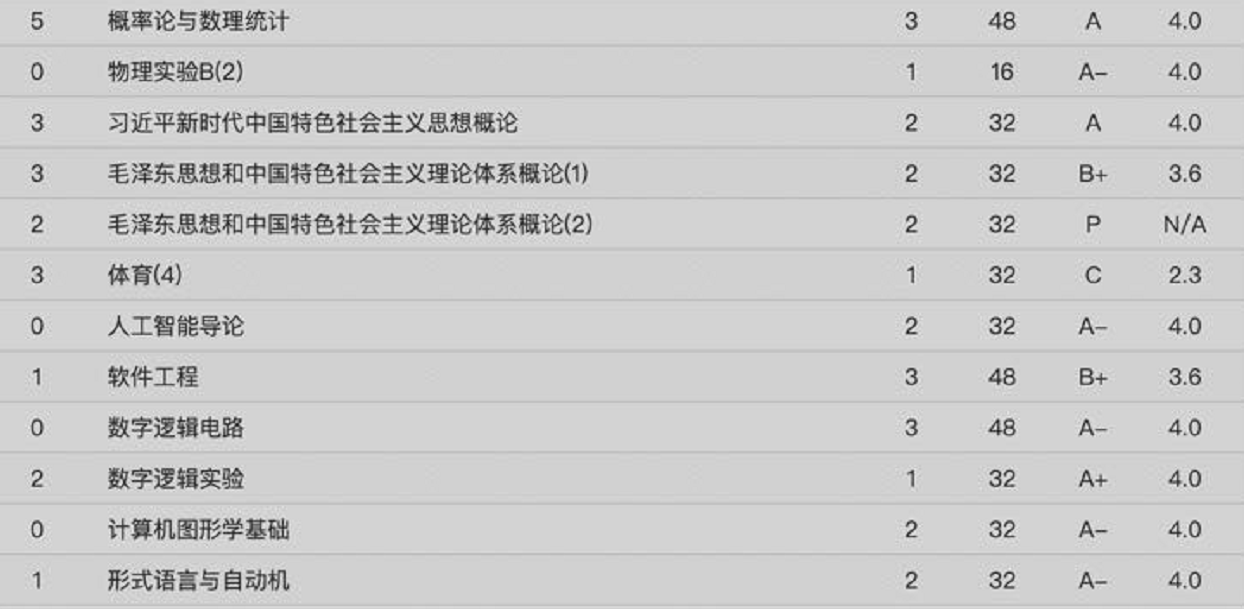 5 概率论与数理统计 3 48 A 4.0
0 物理实验B(2) 1 16 A- 4.0
3 习近平新时代中国特色社会主义思想概论 2 32 A 4.0
3 毛泽东思想和中国特色社会主义理论体系概论(1) 2 32 B+ 3.6
2 毛泽东思想和中国特色社会主义理论体系概论(2) 2 32 P N/A
3 体育(4) 1 32 C 2.3
0 人工智能导论 2 32 A- 4.0
1 软件工程 3 48 B+ 3.6
0 数字逻辑电路 3 48 A- 4.0
2 数字逻辑实验 1 32 A+ 4.0
0 计算机图形学基础 2 32 A- 4.0
1 形式语言与自动机 2 32 A- 4.0